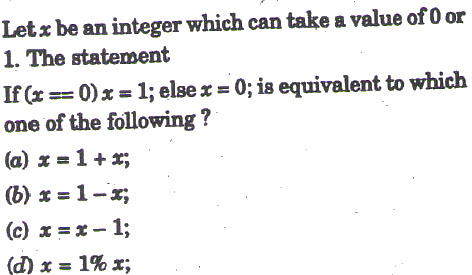 Let x be an integer which can take a value of 0 or
1. The statement
If (x == 0) x = 1; else x = 0; is equivalent to which
one of the following ?
(a) x = 1 + x;
(b) x = 1 – x;
(c) x = x – 1;
(d) x = 1% x;